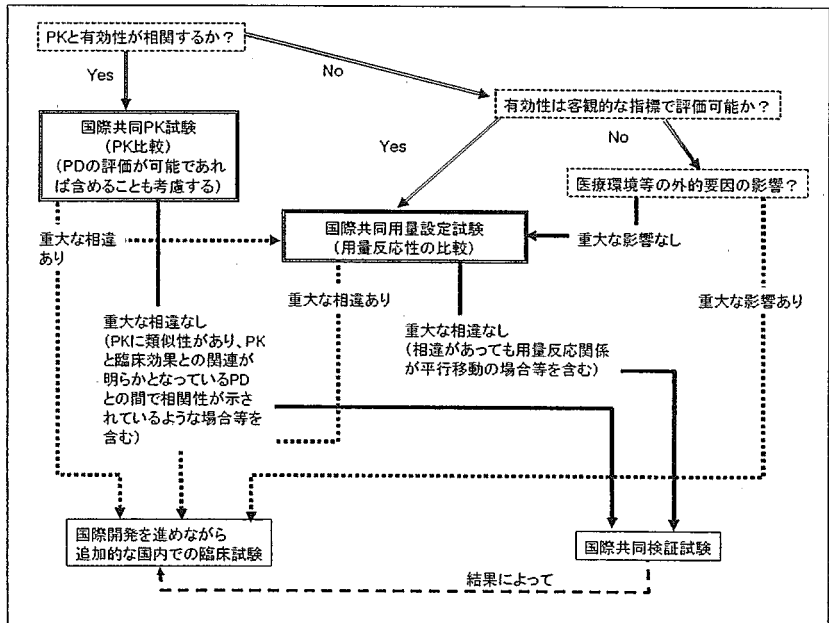 PKと有効性が相関するか？
Yes
No
有効性は客観的な指標で評価可能か？
国際共同PK試験
(PK比較)
(PDの評価が可能であれ
ば含めることも考慮する)
Yes
No
医療環境等の外的要因の影響？
国際共同用量設定試験
(用量反応性の比較)
重大な相違
あり
重大な影響なし
重大な相違あり
重大な影響あり
重大な相違なし
(PKに類似性があり、PK
と臨床効果との関連が
明らかとなっているPD
との間で相関性が示さ
れているような場合等を
含む)
重大な相違なし
(相違があっても用量反応関係
が平行移動の場合等を含む)
国際開発を進めながら
追加的な国内での臨床試験
国際共同検証試験
結果によって